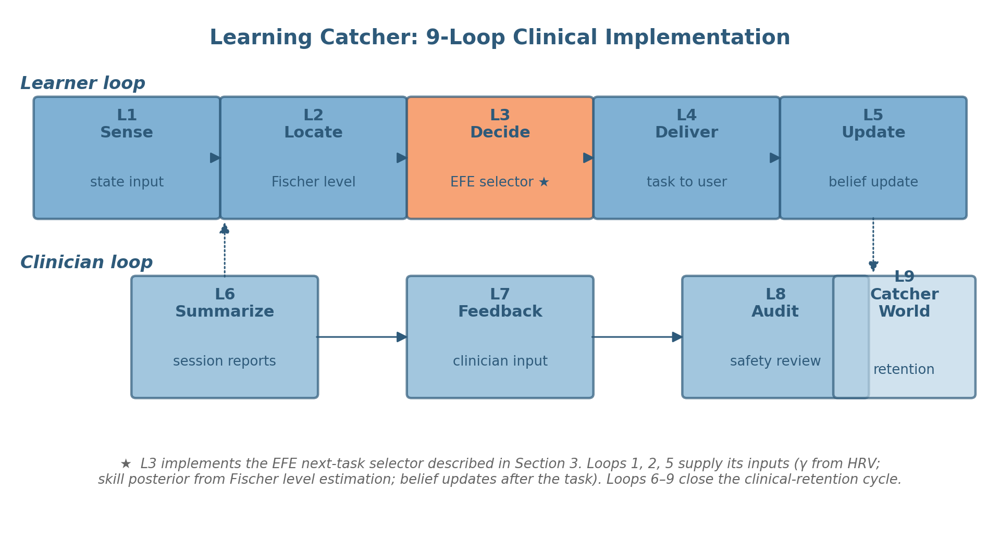 Learning Catcher: 9-Loop Clinical Implementation
Learner loop
L1
Sense
state input
L2
Locate
Fischer level
L3
Decide
EFE selector ★
L4
Deliver
task to user
L5
Update
belief update
Clinician loop
L6
Summarize
session reports
L7
Feedback
clinician input
L8
Audit
safety review
L9
Catcher
World
retention
★ L3 implements the EFE next-task selector described in Section 3. Loops 1, 2, 5 supply its inputs (γ from HRV;
skill posterior from Fischer level estimation; belief updates after the task). Loops 6–9 close the clinical-retention cycle.